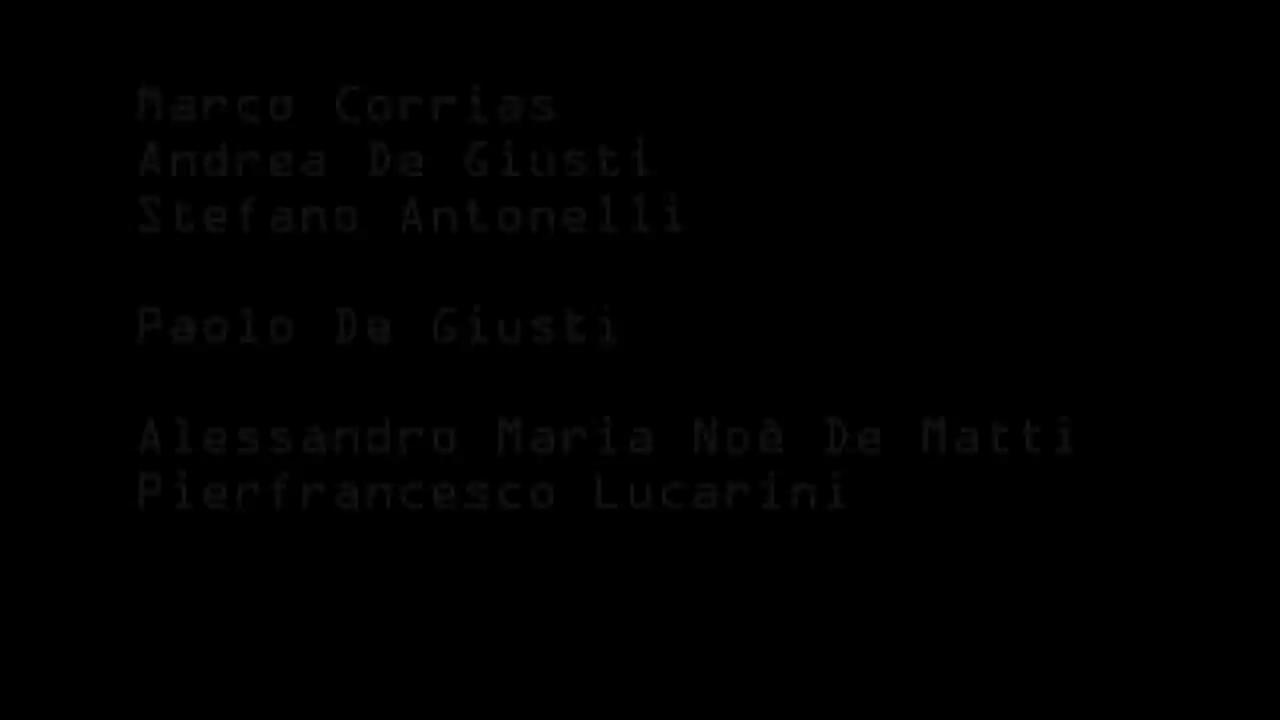 Marco Corrias
Andrea De Giusti
Stefano Antonelli
Paolo De Giusti
Alessandro Maria Noè De Matti
Pierfrancesco Lucarini